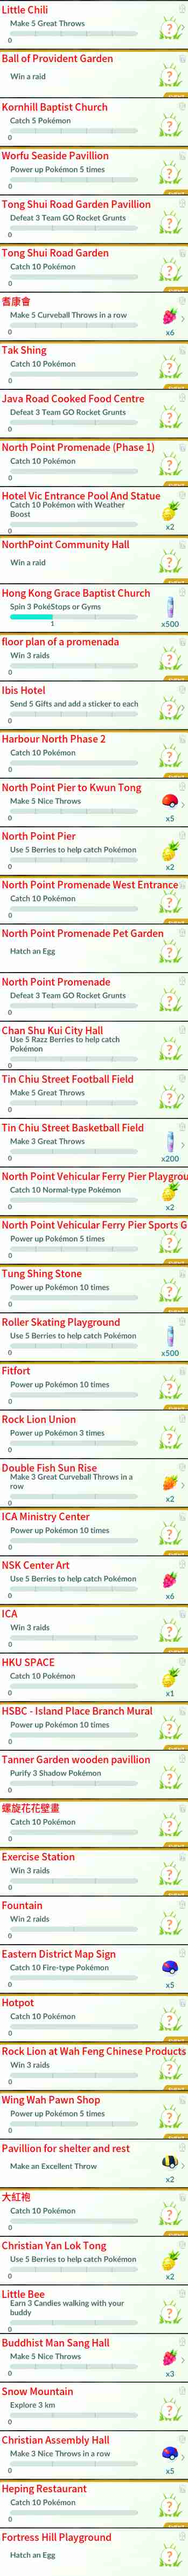 Little Chili
Make 5 Great Throws
0
Ball of Provident Garden
Win a raid
Kornhill Baptist Church
Catch 5 Pokémon
0
Worfu Seaside Pavillion
Power up Pokémon 5 times
0
Tong Shui Road Garden Pavillion
Defeat 3 Team GO Rocket Grunts
0
Tong Shui Road Garden
Catch 10 Pokémon
0
耆康會
Make 5 Curveball Throws in a row
0
x6
Tak Shing
Catch 10 Pokémon
0
Java Road Cooked Food Centre
Defeat 3 Team GO Rocket Grunts
0
North Point Promenade (Phase 1)
Catch 10 Pokémon
0
Hotel Vic Entrance Pool And Statue
Catch 10 Pokémon with Weather
Boost
0
x2
NorthPoint Community Hall
Win a raid
Hong Kong Grace Baptist Church
Spin 3 PokéStops or Gyms
1
x500
floor plan of a promenada
Win 3 raids
0
Ibis Hotel
Send 5 Gifts and add a sticker to each
0
Harbour North Phase 2
Catch 10 Pokémon
0
North Point Pier to Kwun Tong
Make 5 Nice Throws
0
x5
North Point Pier
Use 5 Berries to help catch Pokémon
0
x2
North Point Promenade West Entrance
Catch 10 Pokémon
0
North Point Promenade Pet Garden
Hatch an Egg
North Point Promenade
Defeat 3 Team GO Rocket Grunts
0
Chan Shu Kui City Hall
Use 5 Razz Berries to help catch
Pokémon
0
Tin Chiu Street Football Field
Make 5 Great Throws
0
Tin Chiu Street Basketball Field
Make 3 Great Throws
0
x200
North Point Vehicular Ferry Pier Playgrou
Catch 10 Normal-type Pokémon
0
x2
North Point Vehicular Ferry Pier Sports G
Power up Pokémon 5 times
0
Tung Shing Stone
Power up Pokémon 10 times
0
Roller Skating Playground
Use 5 Berries to help catch Pokémon
0
x500
Fitfort
Power up Pokémon 10 times
0
Rock Lion Union
Power up Pokémon 3 times
0
Double Fish Sun Rise
Make 3 Great Curveball Throws in a
row
0
x2
ICA Ministry Center
Power up Pokémon 10 times
0
NSK Center Art
Use 5 Berries to help catch Pokémon
0
x6
ICA
Win 3 raids
0
HKU SPACE
Catch 10 Pokémon
0
x1
HSBC - Island Place Branch Mural
Power up Pokémon 10 times
0
Tanner Garden wooden pavillion
Purify 3 Shadow Pokémon
0
螺旋花花壁畫
Catch 10 Pokémon
0
Exercise Station
Win 3 raids
0
Fountain
Win 2 raids
0
Eastern District Map Sign
Catch 10 Fire-type Pokémon
0
x5
Hotpot
Catch 10 Pokémon
0
Rock Lion at Wah Feng Chinese Products
Win 3 raids
0
Wing Wah Pawn Shop
Power up Pokémon 5 times
0
Pavillion for shelter and rest
Make an Excellent Throw
x2
大紅袍
Catch 10 Pokémon
0
Christian Yan Lok Tong
Use 5 Berries to help catch Pokémon
0
x2
Little Bee
Earn 3 Candies walking with your
buddy
0
Buddhist Man Sang Hall
Make 5 Nice Throws
0
x3
Snow Mountain
Explore 3 km
0
Christian Assembly Hall
Make 3 Nice Throws in a row
0
x5
Heping Restaurant
Catch 10 Pokémon
0
Fortress Hill Playground
Hatch an Egg